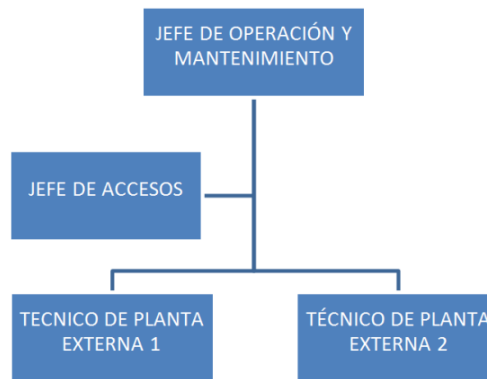 JEFE DE OPERACIÓN Y
MANTENIMIENTO
JEFE DE ACCESOS
TECNICO DE PLANTA
EXTERNA 1
TÉCNICO DE PLANTA
EXTERNA 2